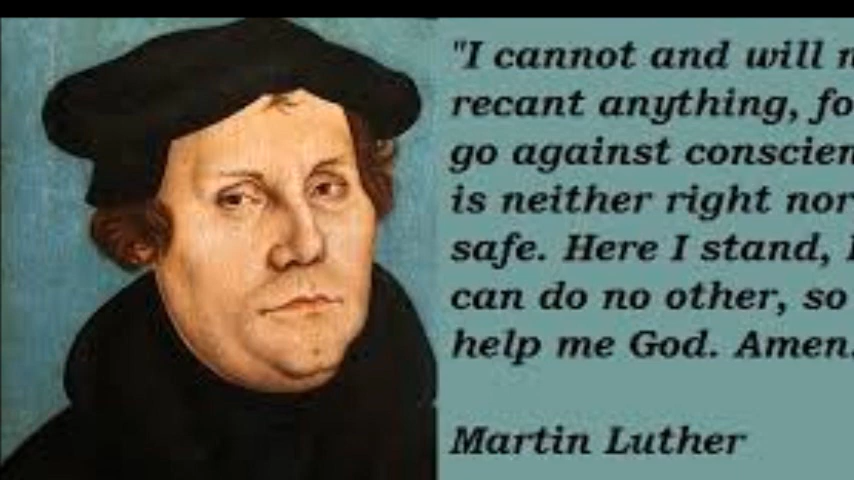 "I cannot and will
recant anything,
go against
is neither right nor
safe. Here I stand,
can do no other, so
help me God. Amen.
Martin Luther